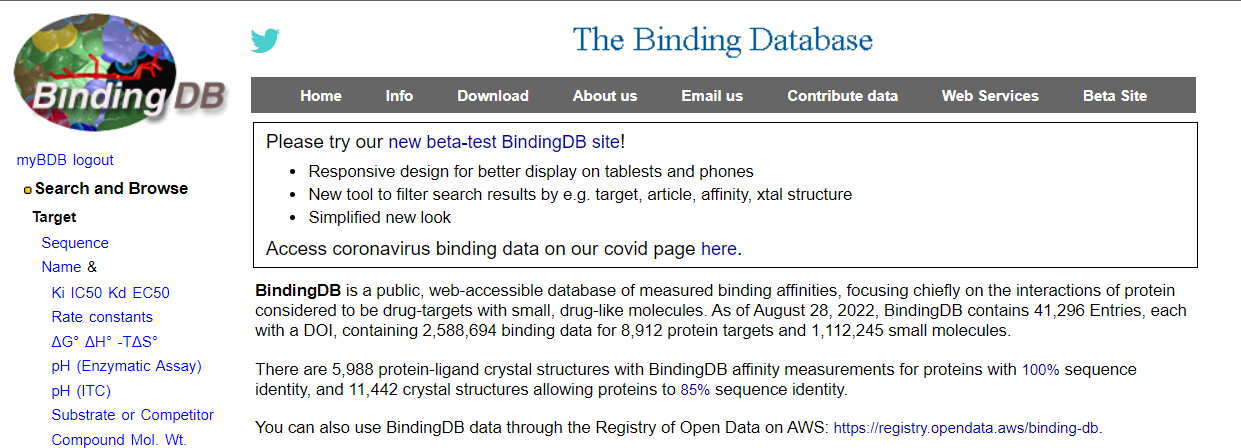 The Binding Database
BindingDB
Home Info Download About us Email us Contribute data Web Services Beta Site
Please try our new beta-test BindingDB site!
• Responsive design for better display on tablests and phones
• New tool to filter search results by e.g. target, article, affinity, xtal structure
• Simplified new look
Access coronavirus binding data on our covid page here.
myBDB logout
Search and Browse
Target
Sequence
Name &
Ki IC50 Kd EC50
Rate constants
ΔG° ΔH° -TΔS°
pH (Enzymatic Assay)
pH (ITC)
Substrate or Competitor
Compound Mol. Wt.
BindingDB is a public, web-accessible database of measured binding affinities, focusing chiefly on the interactions of protein
considered to be drug-targets with small, drug-like molecules. As of August 28, 2022, BindingDB contains 41,296 Entries, each
with a DOI, containing 2,588,694 binding data for 8,912 protein targets and 1,112,245 small molecules.
There are 5,988 protein-ligand crystal structures with BindingDB affinity measurements for proteins with 100% sequence
identity, and 11,442 crystal structures allowing proteins to 85% sequence identity.
You can also use BindingDB data through the Registry of Open Data on AWS: https://registry.opendata.aws/binding-db.